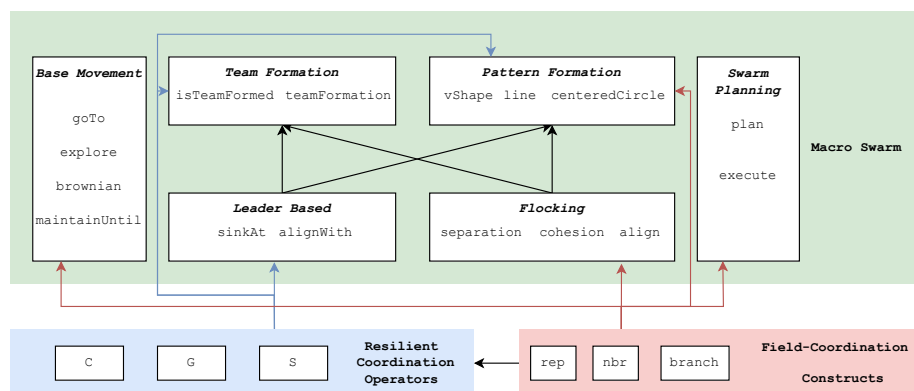 Base Movement
goTo
explore
brownian
maintainUntil
Team Formation
isTeamFormed teamFormation
Pattern Formation
vShape line centeredCircle
Swarm
Planning
plan
execute
Macro Swarm
Leader Based
sinkAt alignWith
Flocking
separation cohesion align
C G S
Resilient
Coordination
Operators
rep nbr branch
Field-Coordination
Constructs